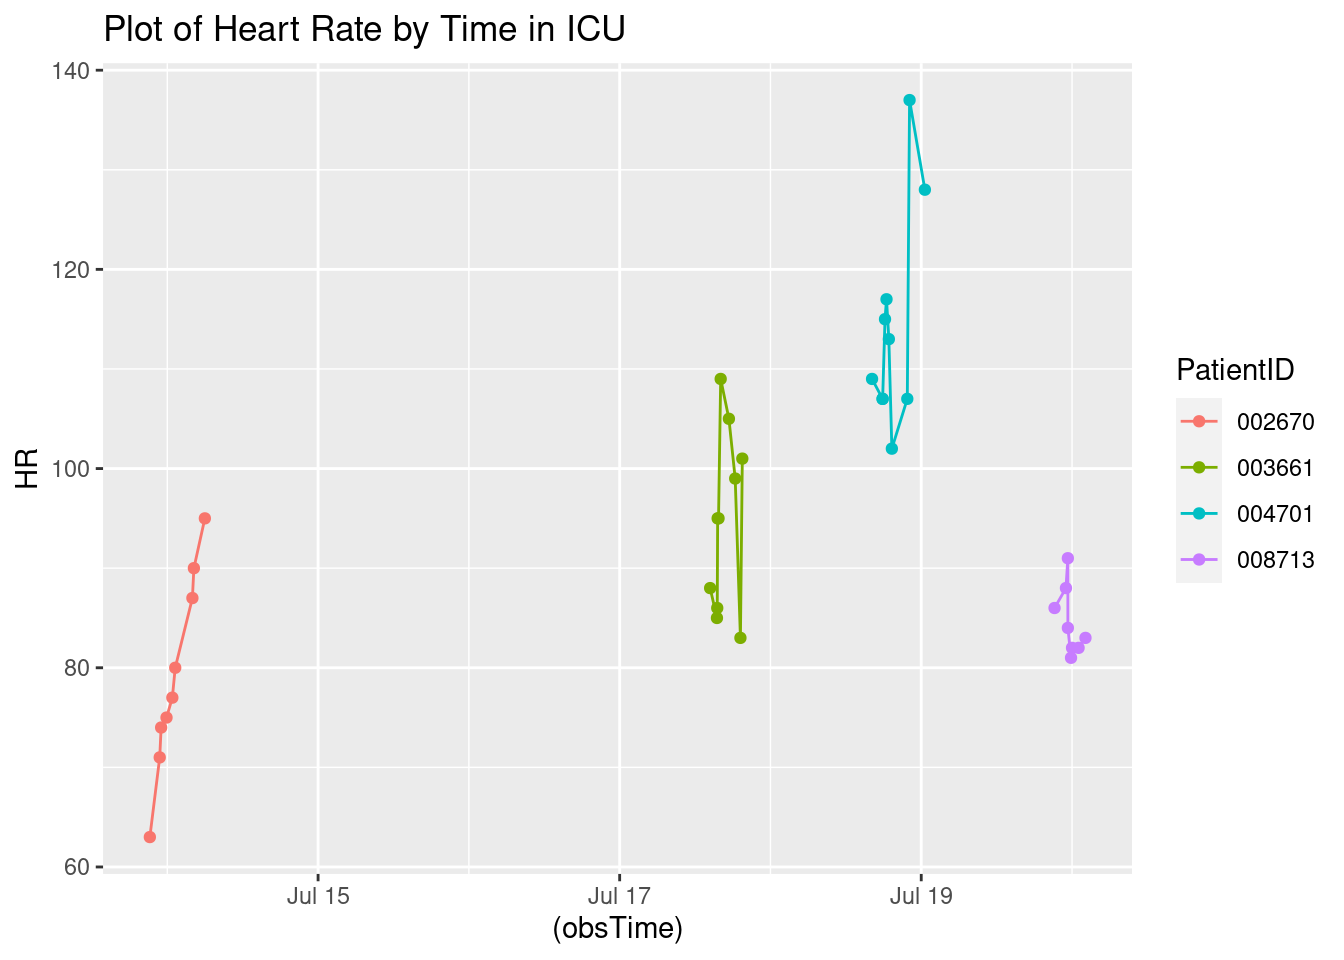 Plot of Heart Rate by Time in ICU
140
120
100
80
60
HR
Jul 15
Jul 17
Jul 19
(obsTime)
PatientID
002670
003661
004701
008713